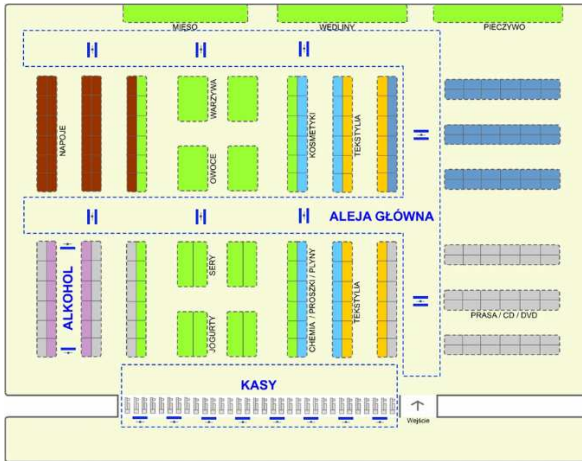 MIĘSO
WĘDLINY
PIECZYWO
NAPOJE
WARZYWA
OWOCE
KOSMETYKI
TEKSTYLIA
ALEJA GŁÓWNA
ALKOHOL
SERY
JOGURTY
CHEMIA / PROSZKI / PŁYNY
TEKSTYLIA
PRASA / CD / DVD
KASY
Wejście